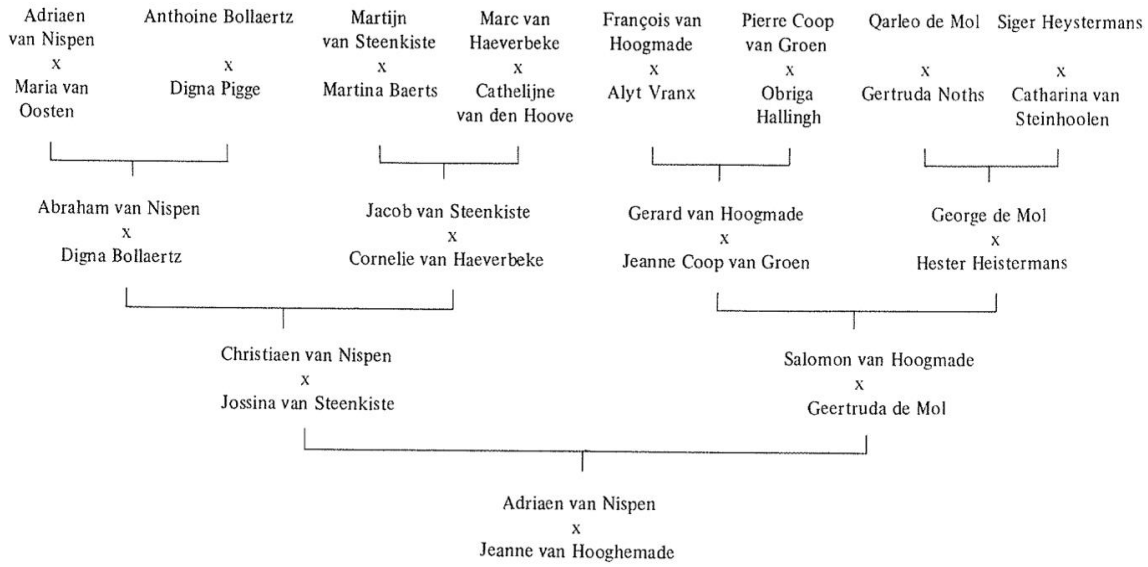 Adriaen
van Nispen
x
Maria van
Oosten
Anthoine Bollaertz
x
Digna Pigge
Martijn
van Steenkiste
x
Martina Baerts
Marc van
Haeverbeke
x
Cathelijne
van den Hoove
François van
Hoogmade
x
Alyt Vranx
Pierre Coop
van Groen
x
Obriga
Hallingh
Qarleo de Mol
x
Gertruda Noths
Siger Heystermans
x
Catharina van
Steinhoolen
Abraham van Nispen
x
Digna Bollaertz
Jacob van Steenkiste
x
Cornelie van Haeverbeke
Gerard van Hoogmade
x
Jeanne Coop van Groen
George de Mol
x
Hester Heistermans
Christiaen van Nispen
x
Jossina van Steenkiste
Salomon van Hoogmade
x
Geertruda de Mol
Adriaen van Nispen
x
Jeanne van Hooghemade